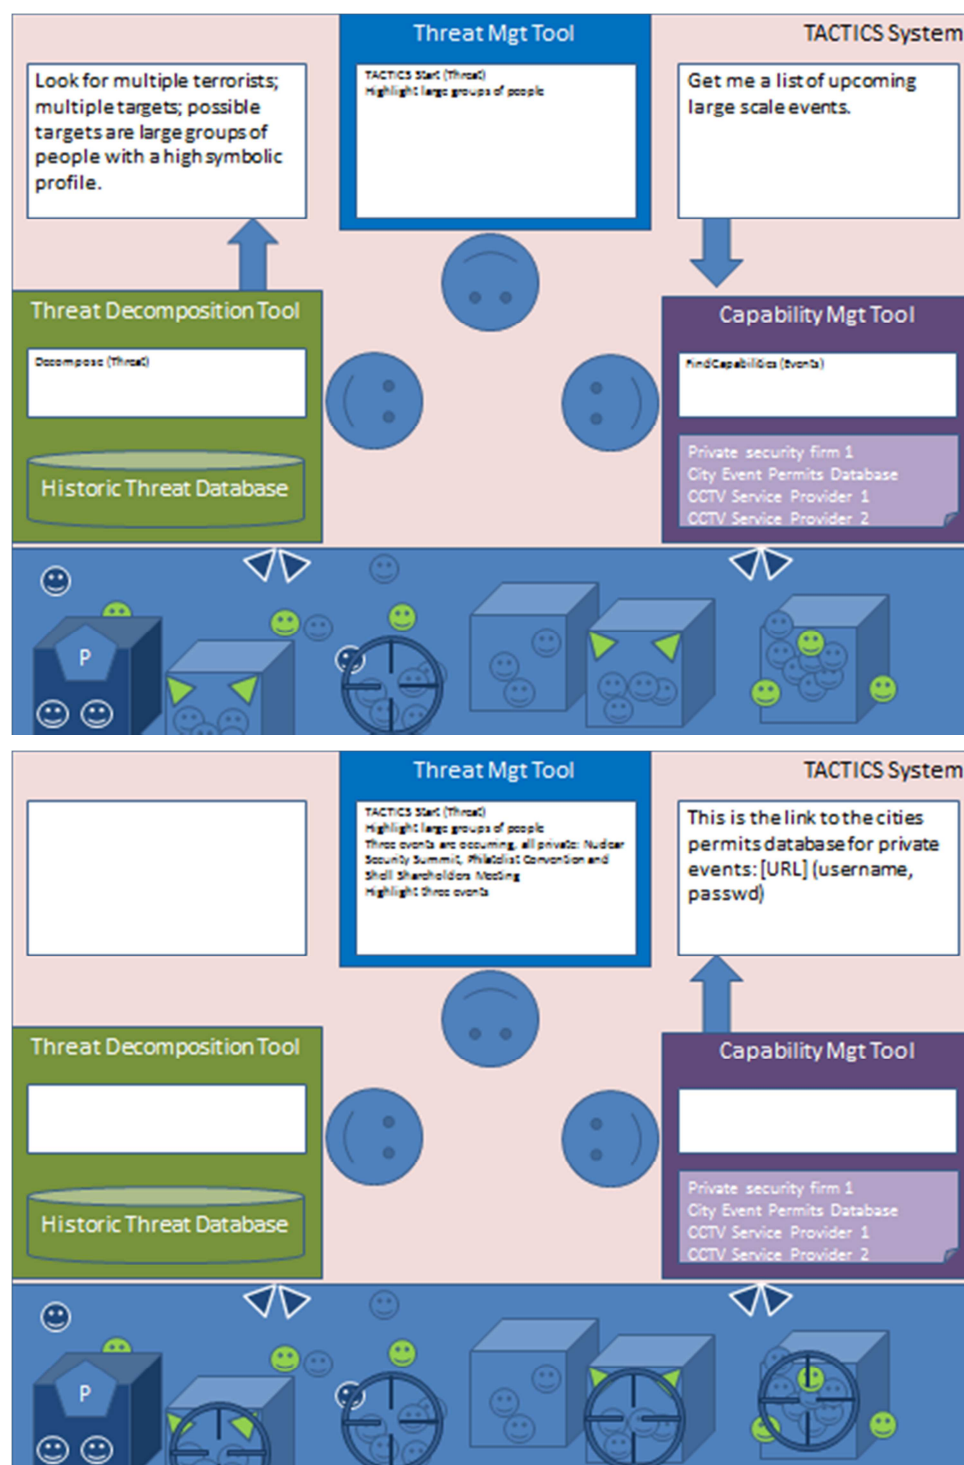 Threat Mgt Tool
TACTICS System
Look for multiple terrorists;
multiple targets; possible
targets are large groups of
people with a high symbolic
profile.
TACTICS Start (Threat)
Highlight large groups of people
Get me a list of upcoming
large scale events.
Threat Decomposition Tool
Decompose (Threat)
Historic Threat Database
Capability Mgt Tool
FindCapabilities (Events)
Private security firm 1
City Event Permits Database
CCTV Service Provider 1
CCTV Service Provider 2
P
Threat Mgt Tool
TACTICS System
TACTICS Start (Threat)
Highlight large groups of people
Three events are occurring, all private: Nuclear
Security Summit, Philatelist Convention and
Shell Shareholders Meeting
Highlight three events
This is the link to the cities
permits database for private
events: [URL] (username,
passwd)
Threat Decomposition Tool
Historic Threat Database
Capability Mgt Tool
Private security firm 1
City Event Permits Database
CCTV Service Provider 1
CCTV Service Provider 2
P